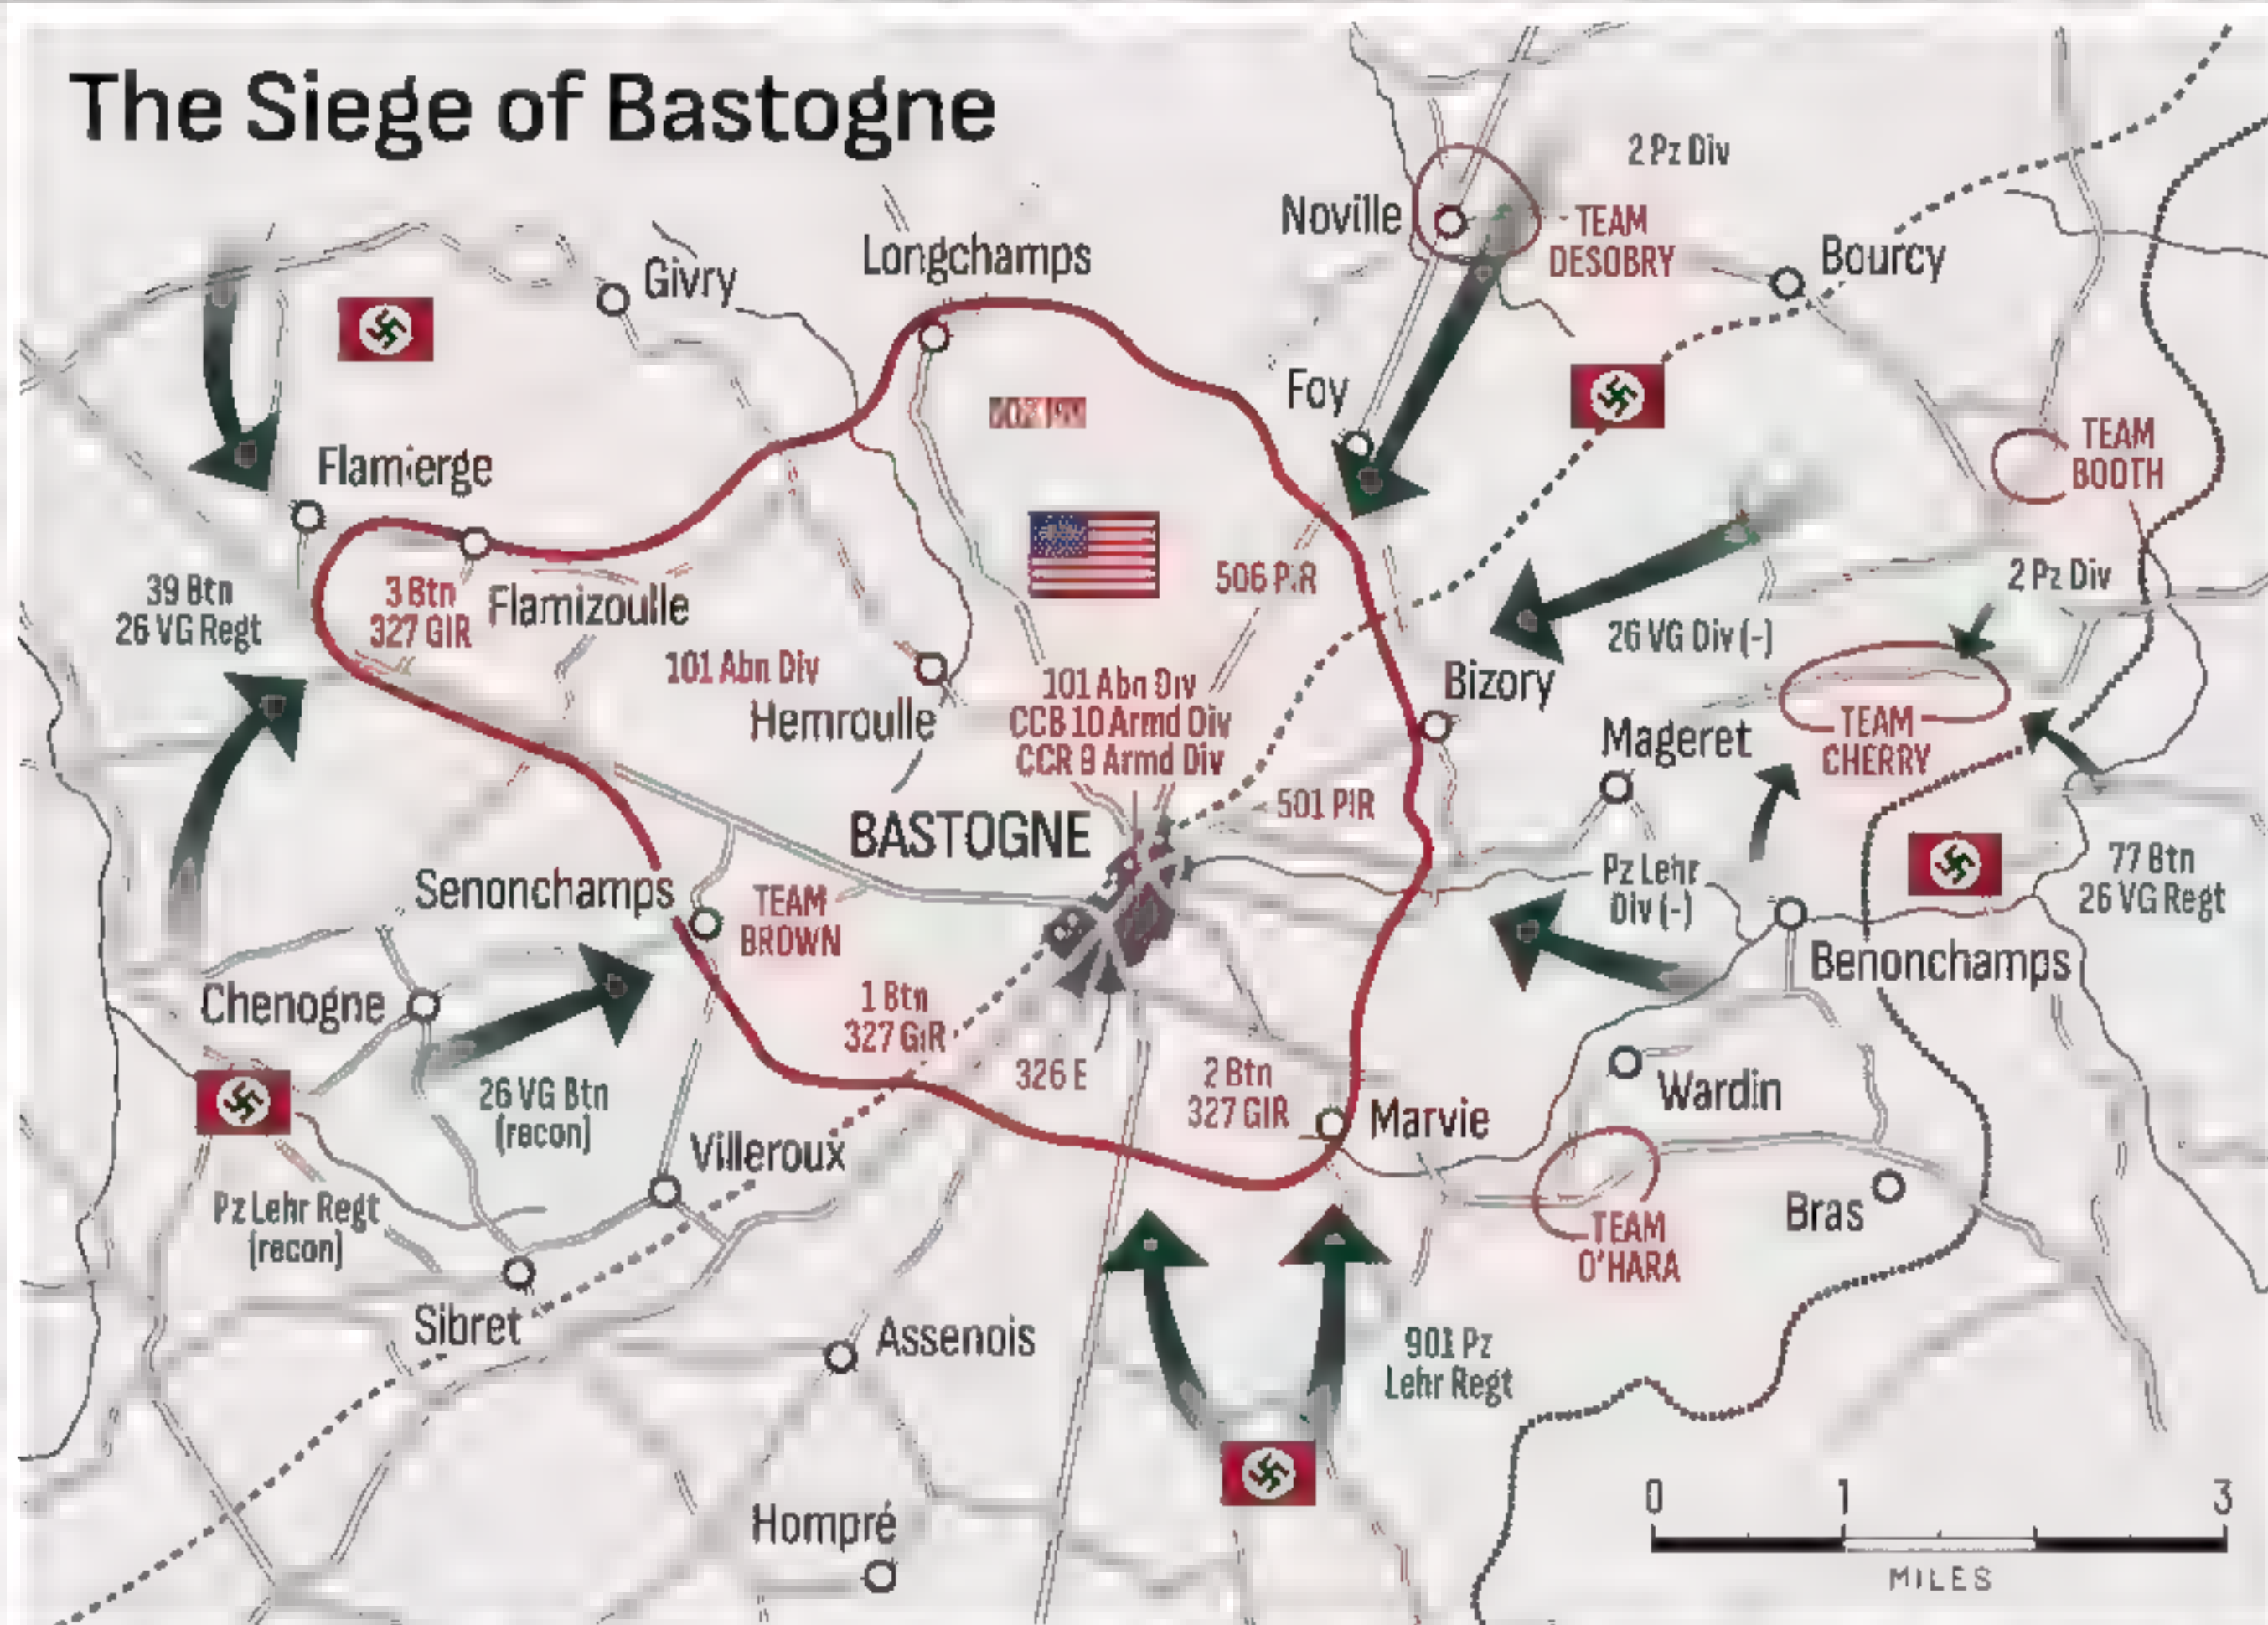 The Siege of Bastogne
2 Pz Div
Noville
TEAM
DESOBRY
Bourcy
Longchamps
Givry
Foy
Flamierge
TEAM
BOOTH
39 Btn
26 VG Regt
3 Btn
327 GIR
Flamizoulle
506 PIR
2 Pz Div
26 VG Div (-)
101 Abn Div
Hemroulle
101 Abn Div
CCB 10 Armd Div
CCR 9 Armd Div
Bizory
Mageret
TEAM
CHERRY
BASTOGNE
501 PIR
Senonchamps
TEAM
BROWN
Pz Lehr
Div (-)
77 Btn
26 VG Regt
Benonchamps
Chenogne
1 Btn
327 GIR
326 E
2 Btn
327 GIR
Marvie
Wardin
26 VG Btn
(recon)
Villeroux
Pz Lehr Regt
(recon)
Bras
TEAM
O'HARA
Sibret
Assenois
901 Pz
Lehr Regt
Hompré
0 1 3
MILES